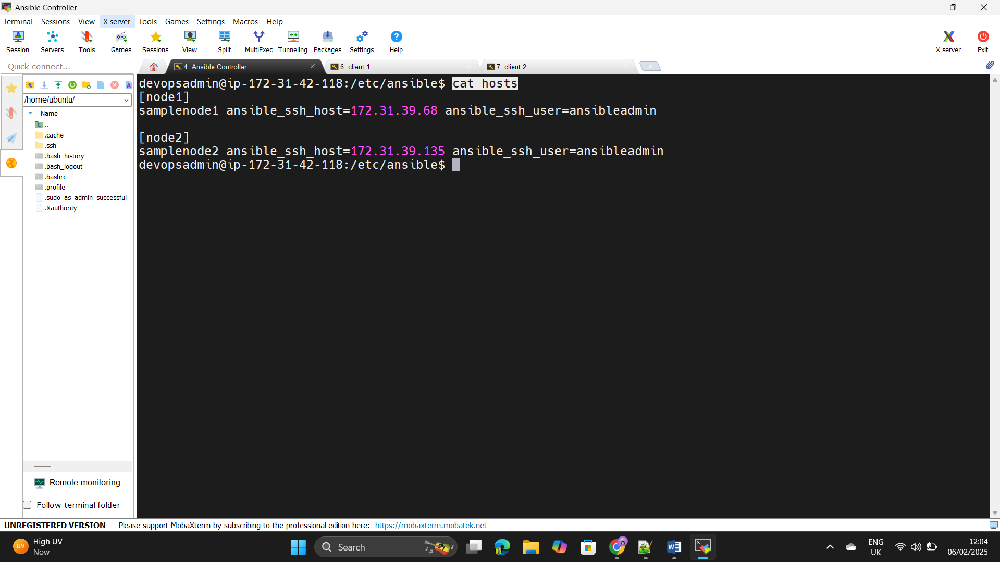 Ansible Controller
Terminal Sessions View X server Tools Games Settings Macros Help
Session Servers Tools Games Sessions View Split MultiExec Tunneling Packages Settings Help X server Exit
Quick connect... 4. Ansible Controller 6. client 1 7. client 2
/home/ubuntu/
Name
..
.cache
.ssh
.bash_history
.bash_logout
.bashrc
.profile
.sudo_as_admin_successful
.Xauthority
Remote monitoring
Follow terminal folder
devopsadmin@ip-172-31-42-118:/etc/ansible$ cat hosts
[node1]
samplenode1 ansible_ssh_host=172.31.39.68 ansible_ssh_user=ansibleadmin
[node2]
samplenode2 ansible_ssh_host=172.31.39.135 ansible_ssh_user=ansibleadmin
devopsadmin@ip-172-31-42-118:/etc/ansible$
UNREGISTERED VERSION - Please support MobaXterm by subscribing to the professional edition here: https://mobaxterm.mobatek.net
UV
High UV
Now
Search
ENG
UK
12:04
06/02/2025